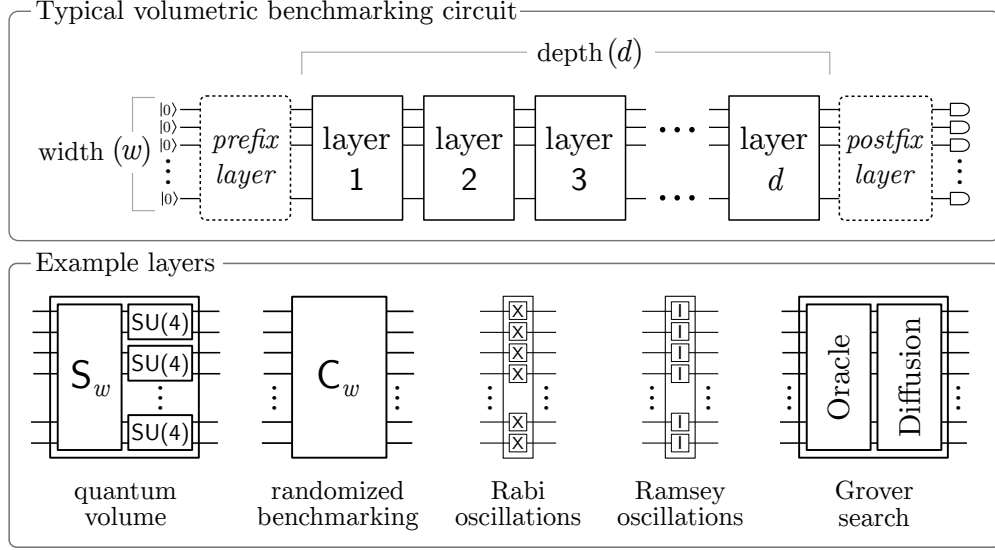 Typical volumetric benchmarking circuit
depth (d)
width (w)
|0⟩
|0⟩
|0⟩
|0⟩
prefix
layer
layer
1
layer
2
layer
3
layer
d
postfix
layer
Example layers
S_w
SU(4)
SU(4)
SU(4)
quantum
volume
C_w
randomized
benchmarking
X
X
X
X
X
X
Rabi
oscillations
I
I
I
I
I
I
Ramsey
oscillations
Oracle
Diffusion
Grover
search